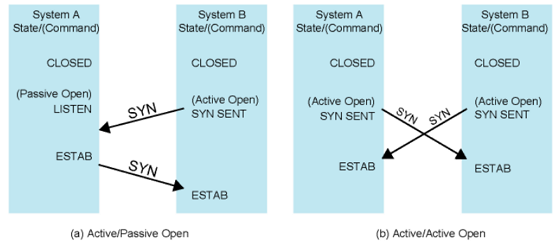 System A
State/(Command)
System B
State/(Command)
CLOSED
CLOSED
(Passive Open)
LISTEN
SYN
(Active Open)
SYN SENT
ESTAB
SYN
ESTAB
(a) Active/Passive Open
System A
State/(Command)
System B
State/(Command)
CLOSED
CLOSED
(Active Open)
SYN SENT
SYN
SYN
(Active Open)
SYN SENT
ESTAB
ESTAB
(b) Active/Active Open